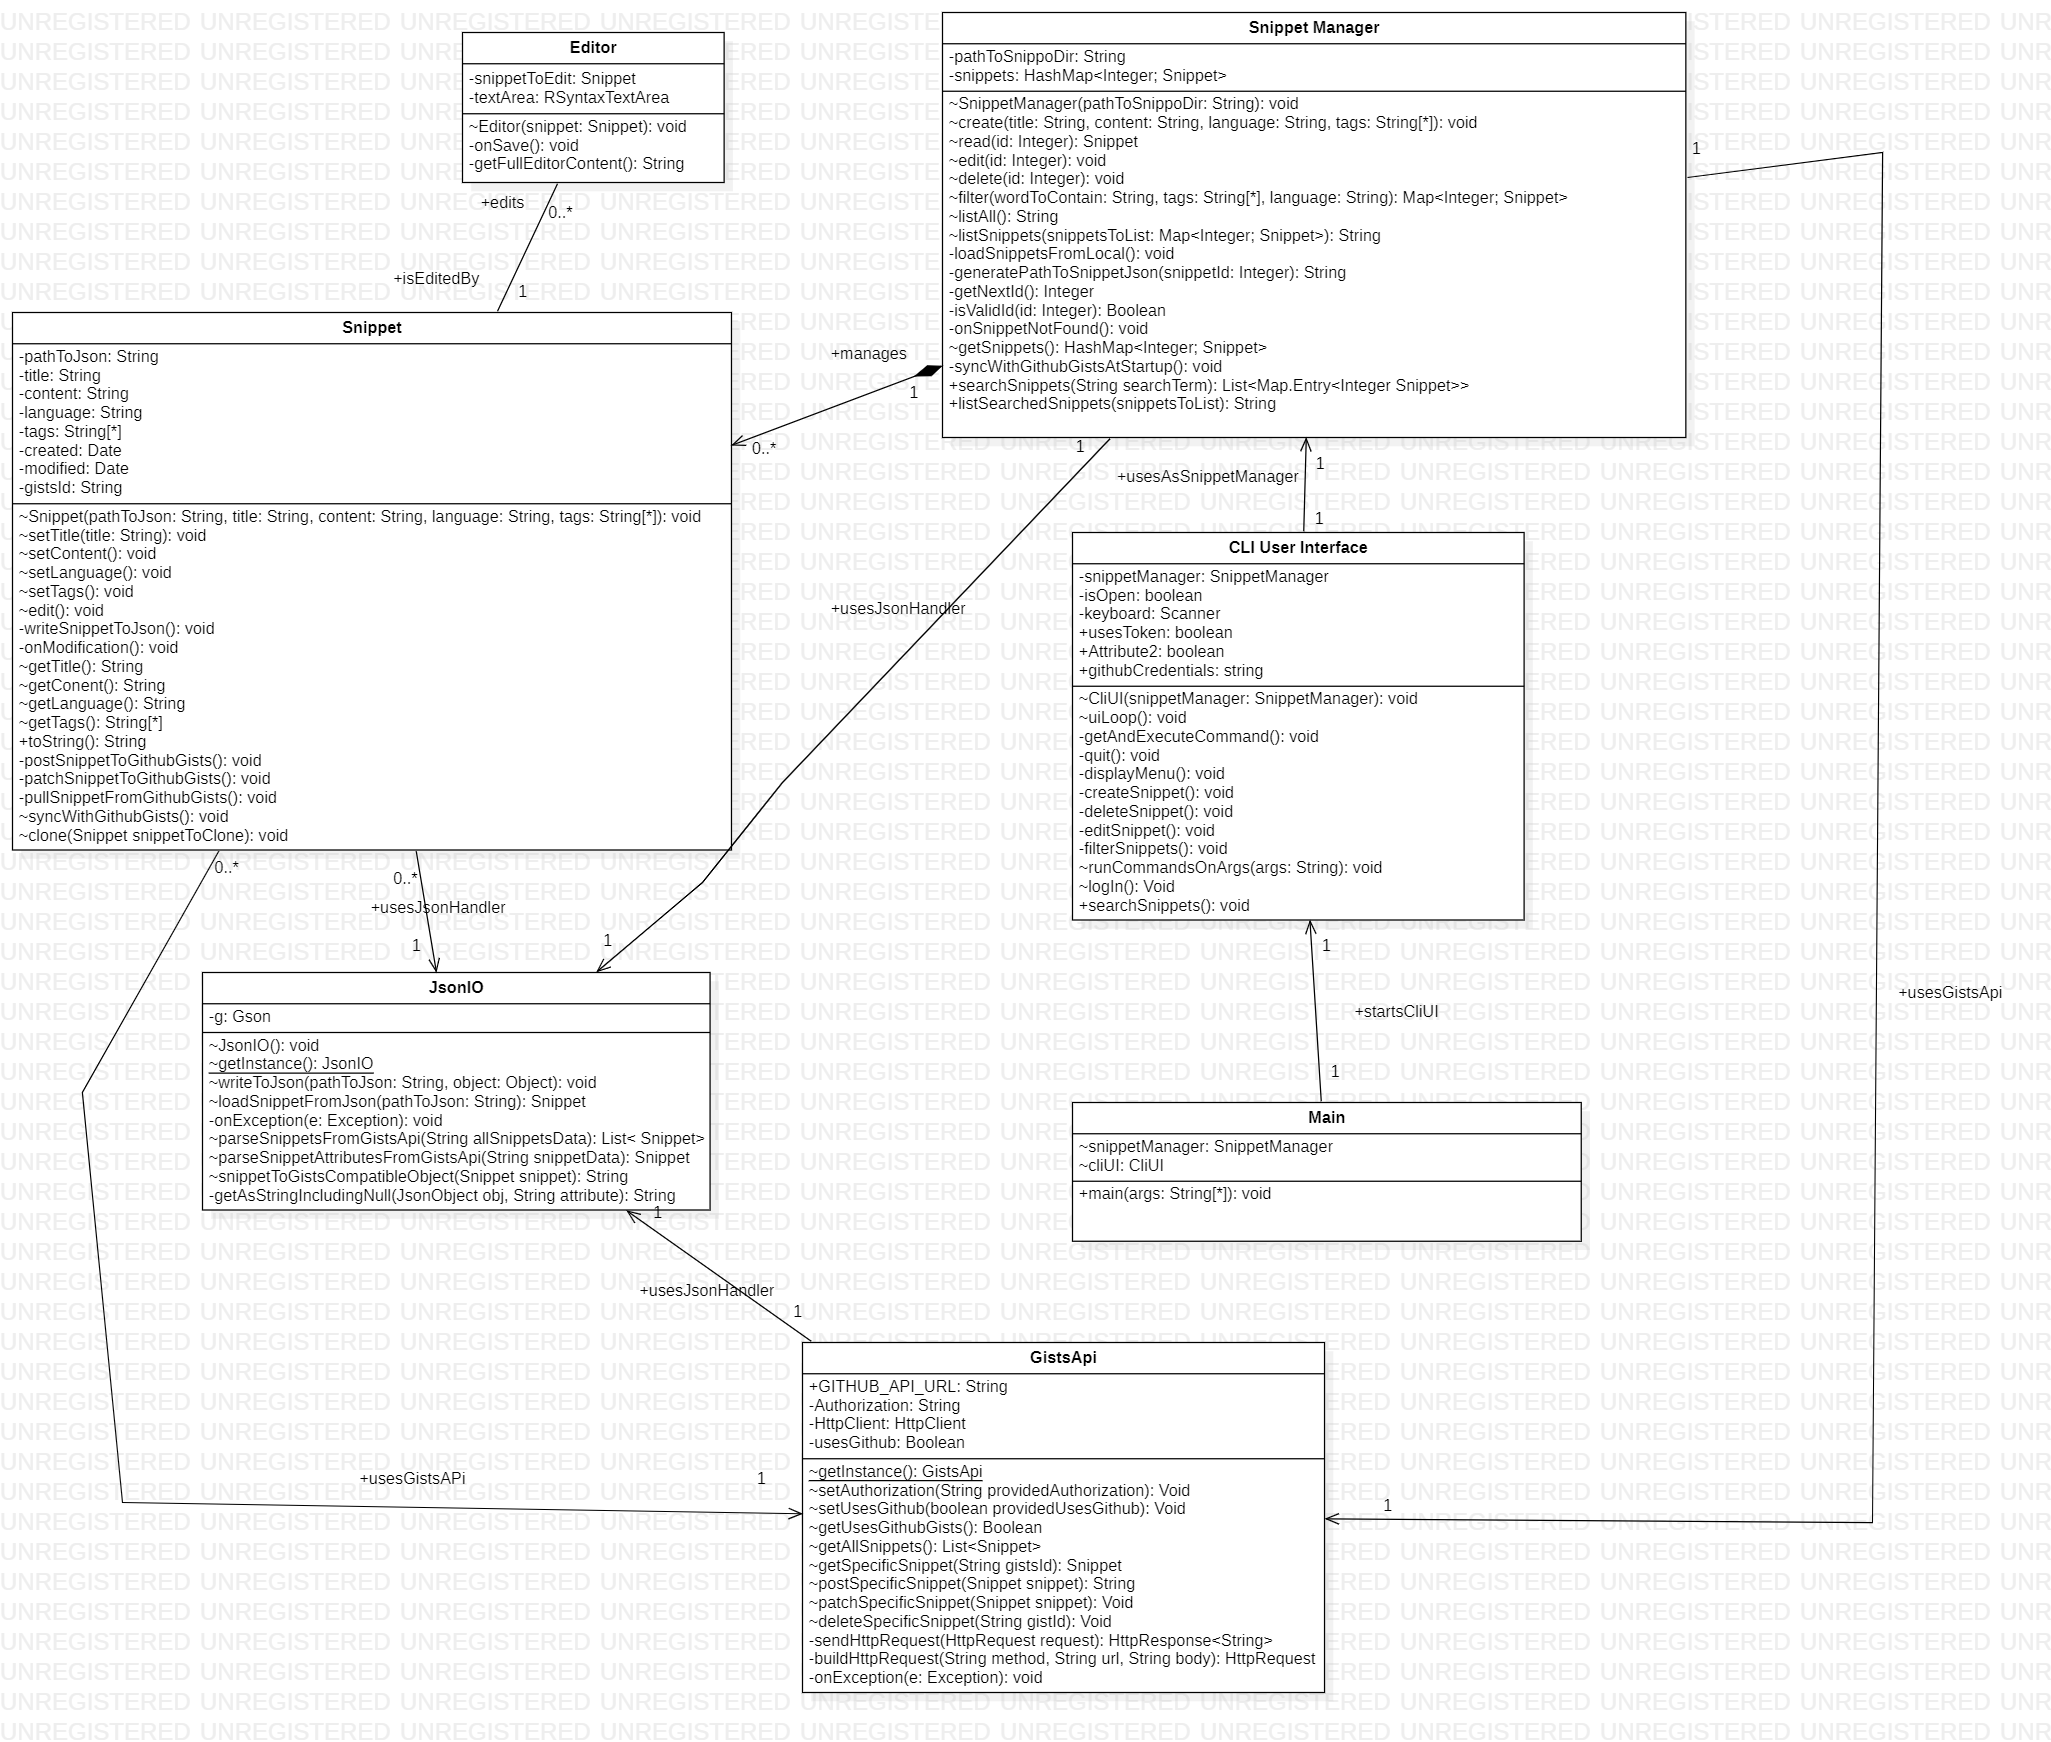 Editor
-snippetToEdit: Snippet
-textArea: RSyntaxTextArea
~Editor(snippet: Snippet): void
-onSave(): void
-getFullEditorContent(): String
+edits
0..*
+isEditedBy
1
Snippet Manager
-pathToSnippoDir: String
-snippets: HashMap<Integer; Snippet>
~SnippetManager(pathToSnippoDir: String): void
~create(title: String, content: String, language: String, tags: String[*]): void
~read(id: Integer): Snippet
~edit(id: Integer): void
~delete(id: Integer): void
~filter(wordToContain: String, tags: String[*], language: String): Map<Integer; Snippet>
~listAll(): String
~listSnippets(snippetsToList: Map<Integer; Snippet>): String
-loadSnippetsFromLocal(): void
-generatePathToSnippetJson(snippetId: Integer): String
-getNextId(): Integer
-isValidId(id: Integer): Boolean
-onSnippetNotFound(): void
~getSnippets(): HashMap<Integer; Snippet>
-syncWithGithubGistsAtStartup(): void
+searchSnippets(String searchTerm): List<Map.Entry<Integer Snippet>>
+listSearchedSnippets(snippetsToList): String
1
+manages
1
0..*
Snippet
-pathToJson: String
-title: String
-content: String
-language: String
-tags: String[*]
-created: Date
-modified: Date
-gistsId: String
~Snippet(pathToJson: String, title: String, content: String, language: String, tags: String[*]): void
~setTitle(title: String): void
~setContent(): void
~setLanguage(): void
~setTags(): void
~edit(): void
-writeSnippetToJson(): void
-onModification(): void
~getTitle(): String
~getConent(): String
~getLanguage(): String
~getTags(): String[*]
+toString(): String
-postSnippetToGithubGists(): void
-patchSnippetToGithubGists(): void
-pullSnippetFromGithubGists(): void
~syncWithGithubGists(): void
~clone(Snippet snippetToClone): void
1
+usesJsonHandler
1
1
+usesAsSnippetManager
1
CLI User Interface
-snippetManager: SnippetManager
-isOpen: boolean
-keyboard: Scanner
+usesToken: boolean
+Attribute2: boolean
+githubCredentials: string
~CliUI(snippetManager: SnippetManager): void
~uiLoop(): void
-getAndExecuteCommand(): void
-quit(): void
-displayMenu(): void
-createSnippet(): void
-deleteSnippet(): void
-editSnippet(): void
-filterSnippets(): void
~runCommandsOnArgs(args: String): void
~logIn(): Void
+searchSnippets(): void
0..*
0..*
+usesJsonHandler
1
JsonIO
-g: Gson
~JsonIO(): void
~getInstance(): JsonIO
~writeToJson(pathToJson: String, object: Object): void
~loadSnippetFromJson(pathToJson: String): Snippet
-onException(e: Exception): void
~parseSnippetsFromGistsApi(String allSnippetsData): List< Snippet>
~parseSnippetAttributesFromGistsApi(String snippetData): Snippet
~snippetToGistsCompatibleObject(Snippet snippet): String
-getAsStringIncludingNull(JsonObject obj, String attribute): String
1
+startsCliUI
1
+usesGistsApi
Main
~snippetManager: SnippetManager
~cliUI: CliUI
+main(args: String[*]): void
1
+usesJsonHandler
1
GistsApi
+GITHUB_API_URL: String
-Authorization: String
-HttpClient: HttpClient
-usesGithub: Boolean
~getInstance(): GistsApi
~setAuthorization(String providedAuthorization): Void
~setUsesGithub(boolean providedUsesGithub): Void
~getUsesGithubGists(): Boolean
~getAllSnippets(): List<Snippet>
~getSpecificSnippet(String gistsId): Snippet
~postSpecificSnippet(Snippet snippet): String
~patchSpecificSnippet(Snippet snippet): Void
~deleteSpecificSnippet(String gistId): Void
-sendHttpRequest(HttpRequest request): HttpResponse<String>
-buildHttpRequest(String method, String url, String body): HttpRequest
-onException(e: Exception): void
+usesGistsAPi
1
1
UNREGISTERED